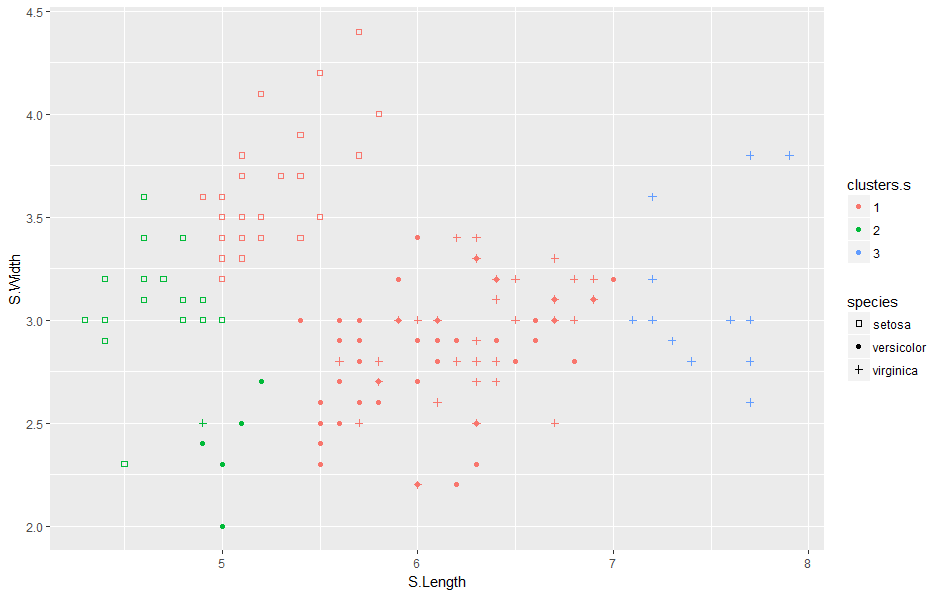 4.5
4.0
3.5
3.0
2.5
2.0
S.Width
5
6
7
8
S.Length
clusters.s
1
2
3
species
setosa
versicolor
virginica